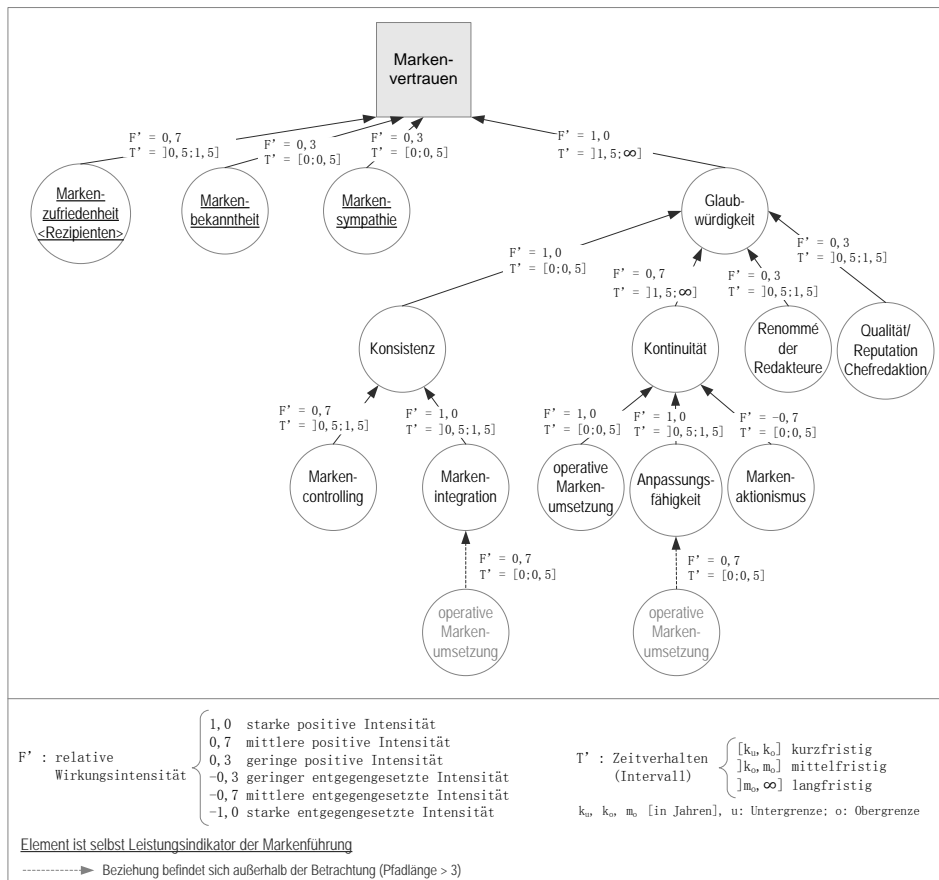 Marken-
vertrauen
F’ = 0,7
T’ = ]0,5;1,5]
F’ = 0,3
T’ = [0;0,5]
F’ = 0,3
T’ = [0;0,5]
F’ = 1,0
T’ = ]1,5;∞]
Marken-
zufriedenheit
<Rezipienten>
Marken-
bekanntheit
Marken-
sympathie
Glaub-
würdigkeit
F’ = 1,0
T’ = [0;0,5]
F’ = 0,7
T’ = ]1,5;∞]
F’ = 0,3
T’ = ]0,5;1,5]
F’ = 0,3
T’ = ]0,5;1,5]
Konsistenz
Kontinuität
Renommé
der
Redakteure
Qualität/
Reputation
Chefredaktion
F’ = 0,7
T’ = ]0,5;1,5]
F’ = 1,0
T’ = ]0,5;1,5]
F’ = 1,0
T’ = [0;0,5]
F’ = 1,0
T’ = ]0,5;1,5]
F’ = -0,7
T’ = [0;0,5]
Marken-
controlling
Marken-
integration
operative
Marken-
umsetzung
Anpassungs-
fähigkeit
Marken-
aktionismus
F’ = 0,7
T’ = [0;0,5]
F’ = 0,7
T’ = [0;0,5]
operative
Marken-
umsetzung
operative
Marken-
umsetzung
F’ : relative
Wirkungsintensität
1,0 starke positive Intensität
0,7 mittlere positive Intensität
0,3 geringe positive Intensität
-0,3 geringer entgegengesetzte Intensität
-0,7 mittlere entgegengesetzte Intensität
-1,0 starke entgegengesetzte Intensität
T’ : Zeitverhalten
(Intervall)
[kᵤ,kₒ] kurzfristig
]kₒ,mₒ] mittelfristig
]mₒ,∞] langfristig
kᵤ, kₒ, mₒ [in Jahren], u: Untergrenze; o: Obergrenze
Element ist selbst Leistungsindikator der Markenführung
Beziehung befindet sich außerhalb der Betrachtung (Pfadlänge > 3)